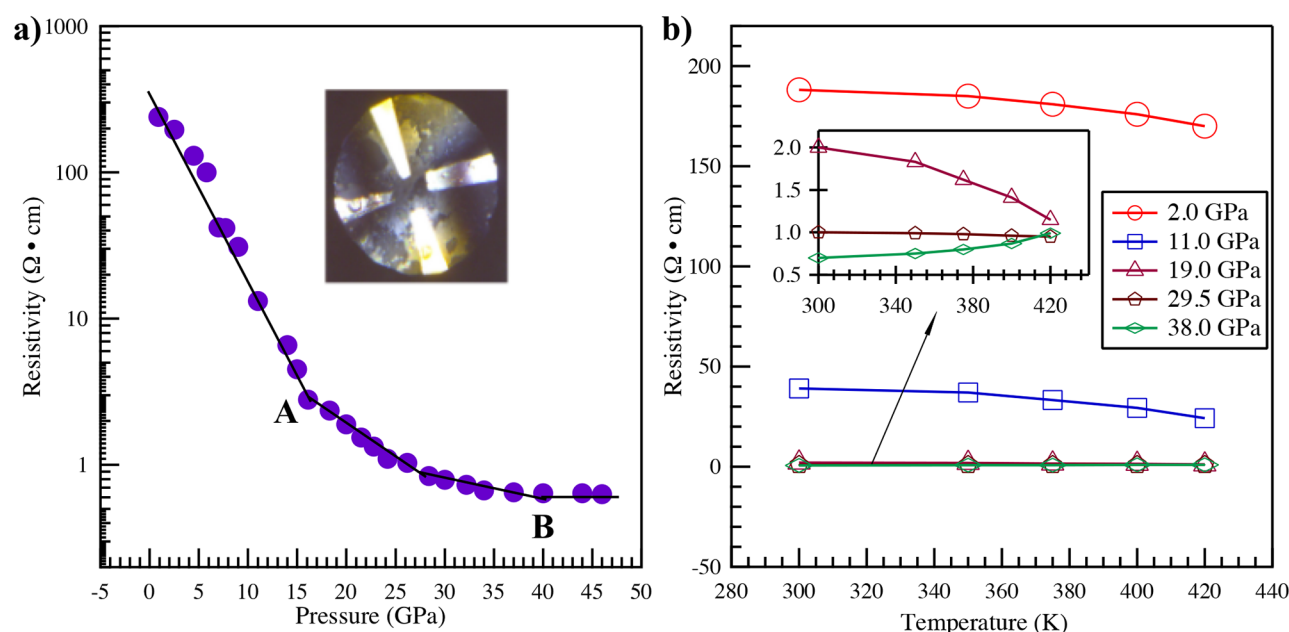 a)
Resistivity (Ω • cm)
1000
100
10
1
A
B
-5 0 5 10 15 20 25 30 35 40 45 50
Pressure (GPa)
b)
Resistivity (Ω • cm)
200
150
100
50
0
-50
2.0
1.5
1.0
0.5
300 340 380 420
2.0 GPa
11.0 GPa
19.0 GPa
29.5 GPa
38.0 GPa
280 300 320 340 360 380 400 420 440
Temperature (K)